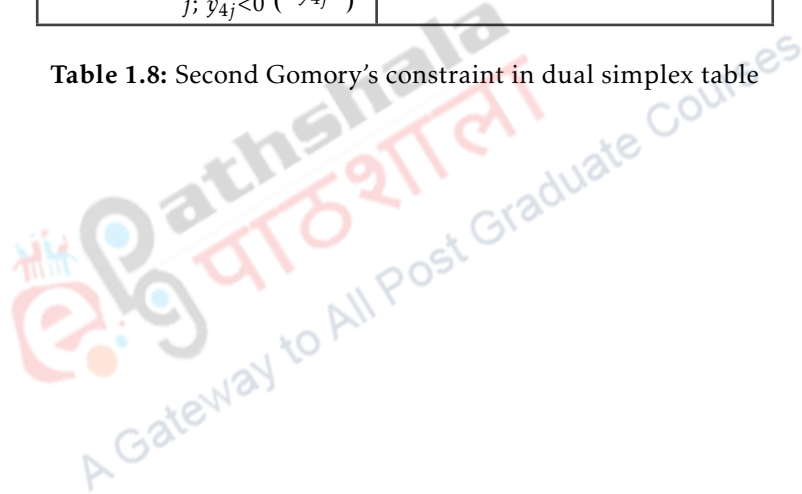 j; y₄ⱼ<0
Table 1.8: Second Gomory's constraint in dual simplex table
Pathshala
पाठशाला
A Gateway to All Post Graduate Courses